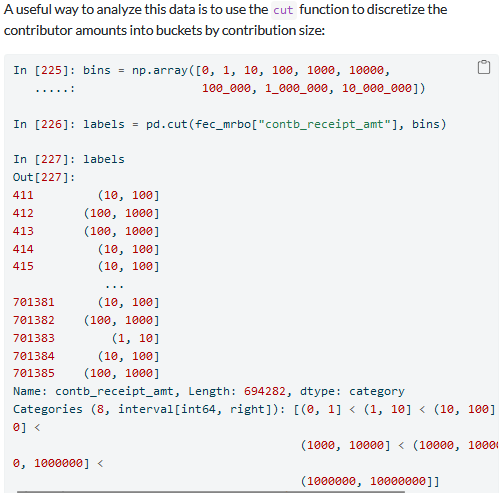 A useful way to analyze this data is to use the cut function to discretize the
contributor amounts into buckets by contribution size:
In [225]: bins = np.array([0, 1, 10, 100, 1000, 10000,
   .....:                  100_000, 1_000_000, 10_000_000])
In [226]: labels = pd.cut(fec_mrbo["contb_receipt_amt"], bins)
In [227]: labels
Out[227]:
411         (10, 100]
412       (100, 1000]
413       (100, 1000]
414         (10, 100]
415         (10, 100]
             ...
701381      (10, 100]
701382    (100, 1000]
701383        (1, 10]
701384      (10, 100]
701385    (100, 1000]
Name: contb_receipt_amt, Length: 694282, dtype: category
Categories (8, interval[int64, right]): [(0, 1] < (1, 10] < (10, 100]
0] <
                                         (1000, 10000] < (10000, 1000
0, 1000000] <
                                         (1000000, 10000000]]